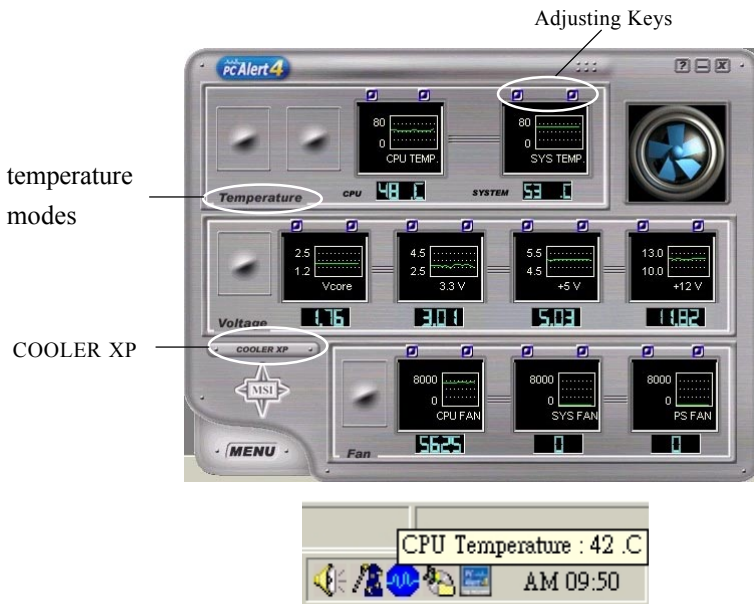 Adjusting Keys
PC Alert 4
? X
80
0
CPU TEMP.
80
0
SYS TEMP.
temperature
modes
Temperature
CPU 48 .C
SYSTEM 53 .C
2.5
1.2
Vcore
4.5
2.5
3.3 V
5.5
4.5
+5 V
13.0
10.0
+12 V
Voltage
1.76
3.01
5.03
11.82
COOLER XP
COOLER XP
MSI
8000
0
CPU FAN
8000
0
SYS FAN
8000
0
PS FAN
MENU
Fan
5625
0
0
CPU Temperature : 42 .C
AM 09:50